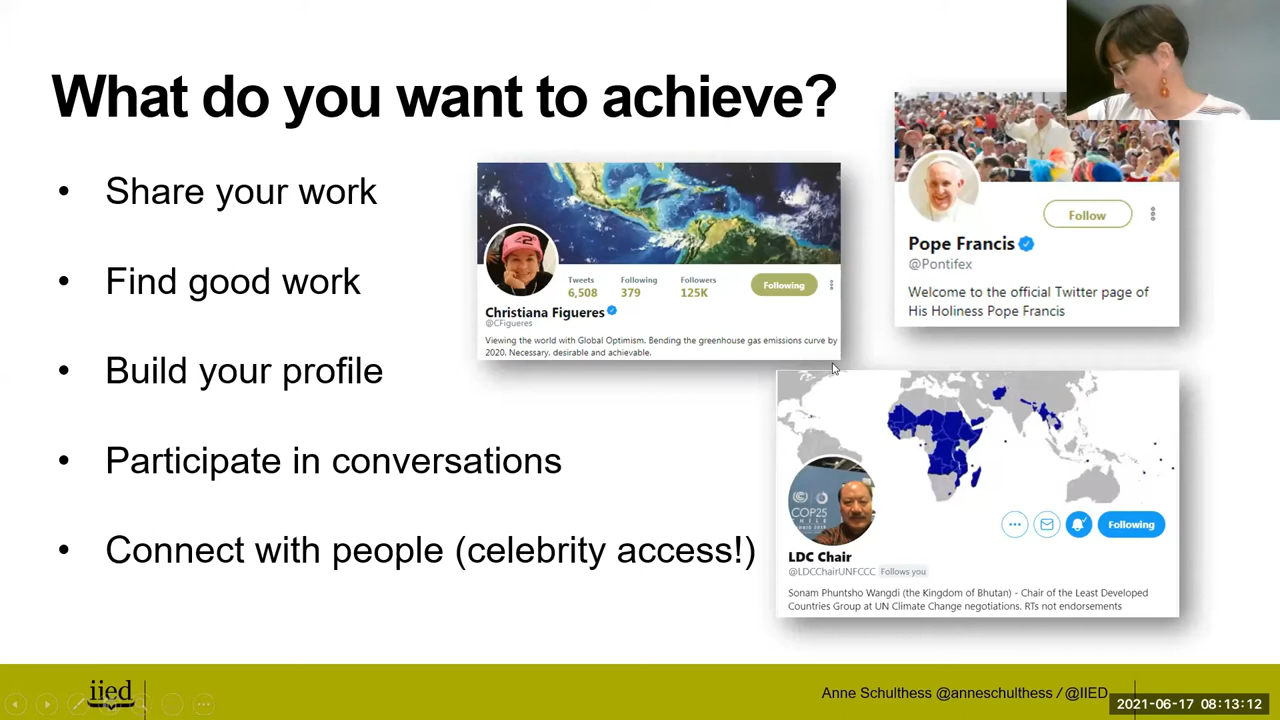 What do you want to achieve?
• Share your work
• Find good work
• Build your profile
• Participate in conversations
• Connect with people (celebrity access!)
Tweets Following Followers
6,508 379 125K
Following
Christiana Figueres
@CFigueres
Viewing the world with Global Optimism. Bending the greenhouse gas emissions curve by
2020. Necessary, desirable and achievable.
Follow
Pope Francis
@Pontifex
Welcome to the official Twitter page of
His Holiness Pope Francis
COP25
CHILE
Following
LDC Chair
@LDCChairUNFCCC Follows you
Sonam Phuntsho Wangdi (the Kingdom of Bhutan) - Chair of the Least Developed
Countries Group at UN Climate Change negotiations. RTs not endorsements
iied
Anne Schulthess @anneschulthess / @IIED
2021-06-17 08:13:12